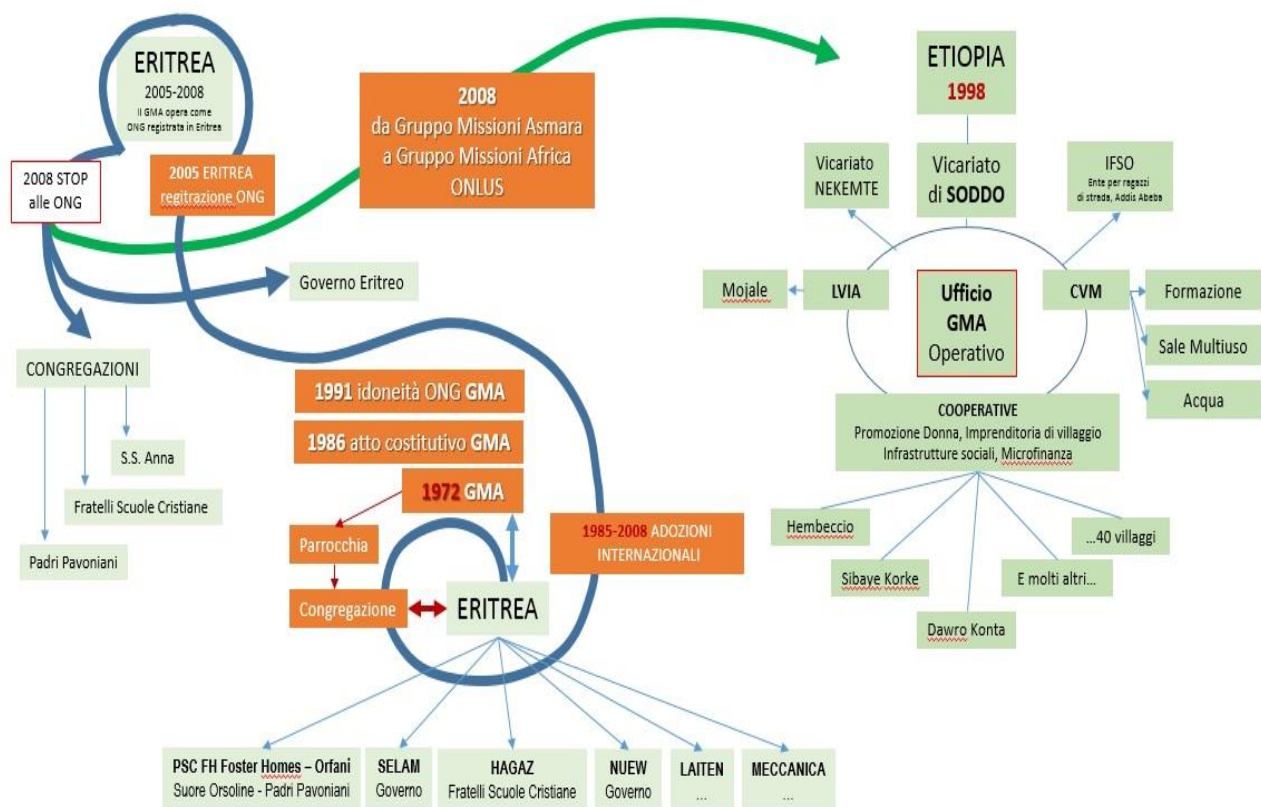 ERITREA
2005-2008
Il GMA opera come
ONG registrata in Eritrea
2008 STOP
alle ONG
2005 ERITREA
regitrazione ONG
2008
da Gruppo Missioni Asmara
a Gruppo Missioni Africa
ONLUS
Governo Eritreo
CONGREGAZIONI
S.S. Anna
Fratelli Scuole Cristiane
Padri Pavoniani
1991 idoneità ONG GMA
1986 atto costitutivo GMA
1972 GMA
Parrocchia
Congregazione
ERITREA
1985-2008 ADOZIONI
INTERNAZIONALI
PSC FH Foster Homes – Orfani
Suore Orsoline - Padri Pavoniani
SELAM
Governo
HAGAZ
Fratelli Scuole Cristiane
NUEW
Governo
LAITEN
...
MECCANICA
...
ETIOPIA
1998
Vicariato
NEKEMTE
Vicariato
di SODDO
IFSO
Ente per ragazzi
di strada, Addis Abeba
Mojale
LVIA
Ufficio
GMA
Operativo
CVM
Formazione
Sale Multiuso
Acqua
COOPERATIVE
Promozione Donna, Imprenditoria di villaggio
Infrastrutture sociali, Microfinanza
Hembeccio
Sibaye Korke
Dawro Konta
E molti altri...
...40 villaggi